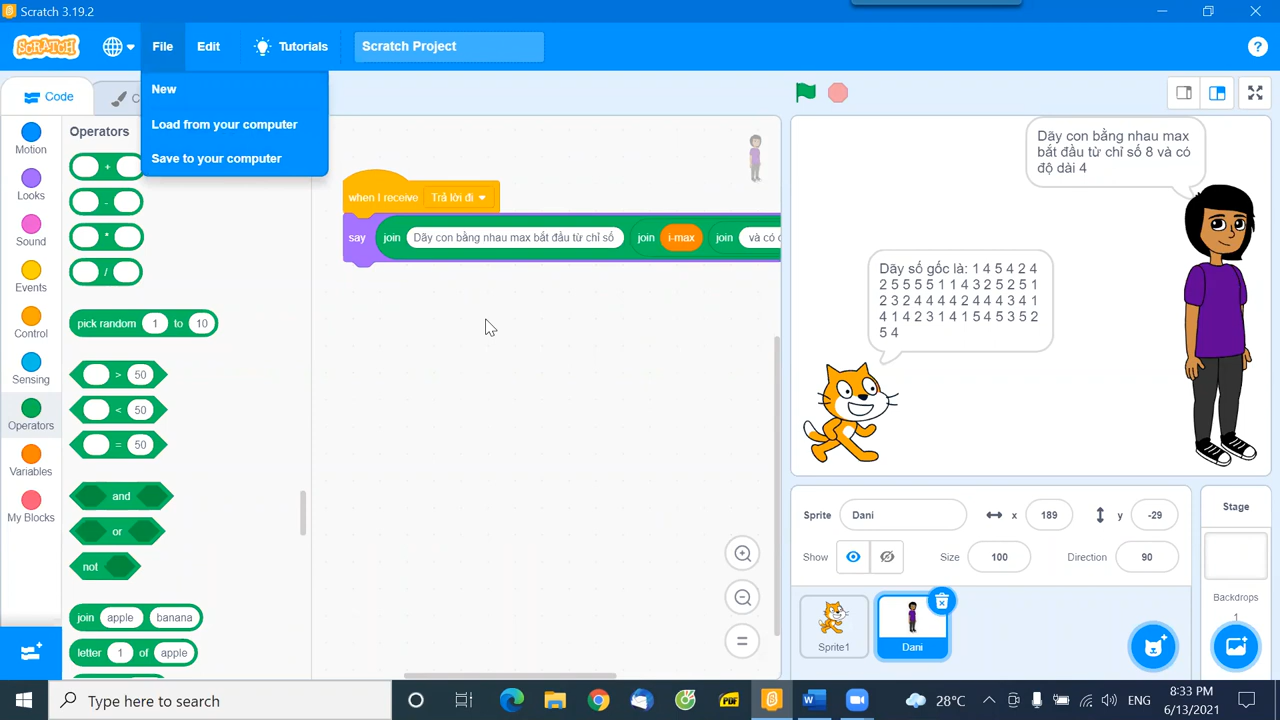 Scratch 3.19.2
SCRATCH
File
Edit
Tutorials
Scratch Project
?
New
Load from your computer
Save to your computer
Code
C
Motion
Looks
Sound
Events
Control
Sensing
Operators
Variables
My Blocks
Operators
+
-
*
/
pick random 1 to 10
> 50
< 50
= 50
and
or
not
join apple banana
letter 1 of apple
when I receive Trả lời đi
say join Dãy con bằng nhau max bắt đầu từ chỉ số join i-max join và có
Dãy con bằng nhau max
bắt đầu từ chỉ số 8 và có
độ dài 4
Dãy số gốc là: 1 4 5 4 2 4
2 5 5 5 5 1 1 4 3 2 5 2 5 1
2 3 2 4 4 4 4 2 4 4 4 3 4 1
4 1 4 2 3 1 4 1 5 4 5 3 5 2
5 4
Sprite Dani x 189 y -29
Show Size 100 Direction 90
Sprite1
Dani
Stage
Backdrops
1
Type here to search
PDF
W
28°C
ENG
8:33 PM
6/13/2021